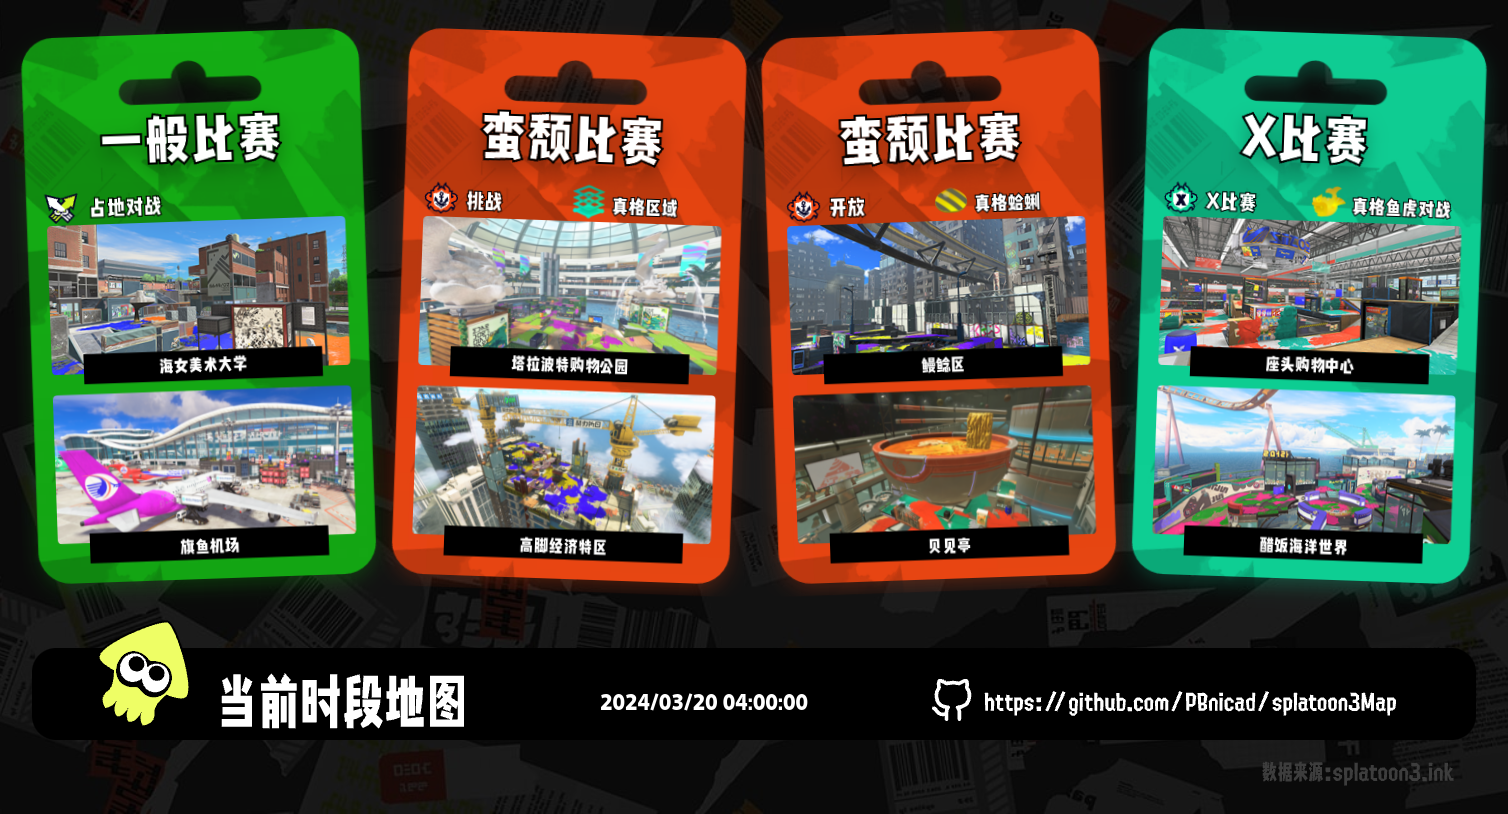 一般比赛
占地对战
海女美术大学
旗鱼机场
蛮颓比赛
挑战
真格区域
塔拉波特购物公园
高脚经济特区
蛮颓比赛
开放
真格蛤蜊
鳗鲶区
贝见亭
X比赛
X比赛
真格鱼虎对战
座头购物中心
醋饭海洋世界
当前时段地图
2024/03/20 04:00:00
https://github.com/PBnicad/splatoon3Map
数据来源:splatoon3.ink